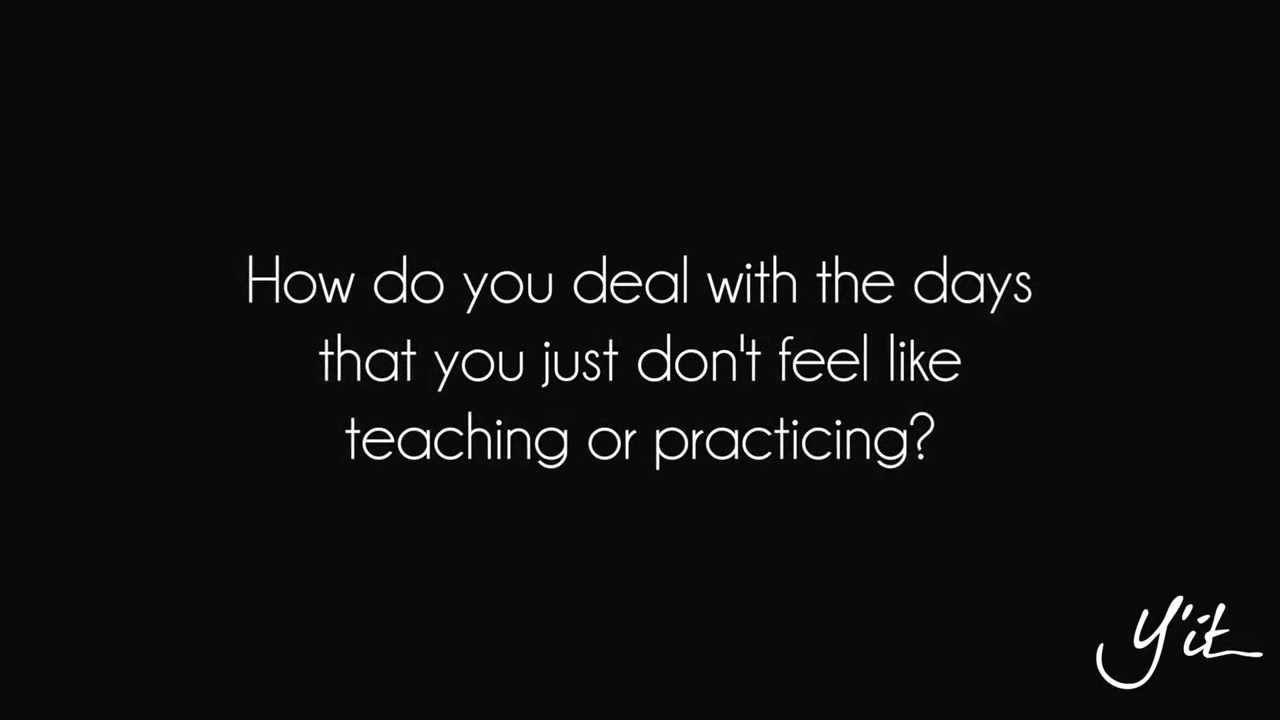 How do you deal with the days
that you just don't feel like
teaching or practicing?
Y'it